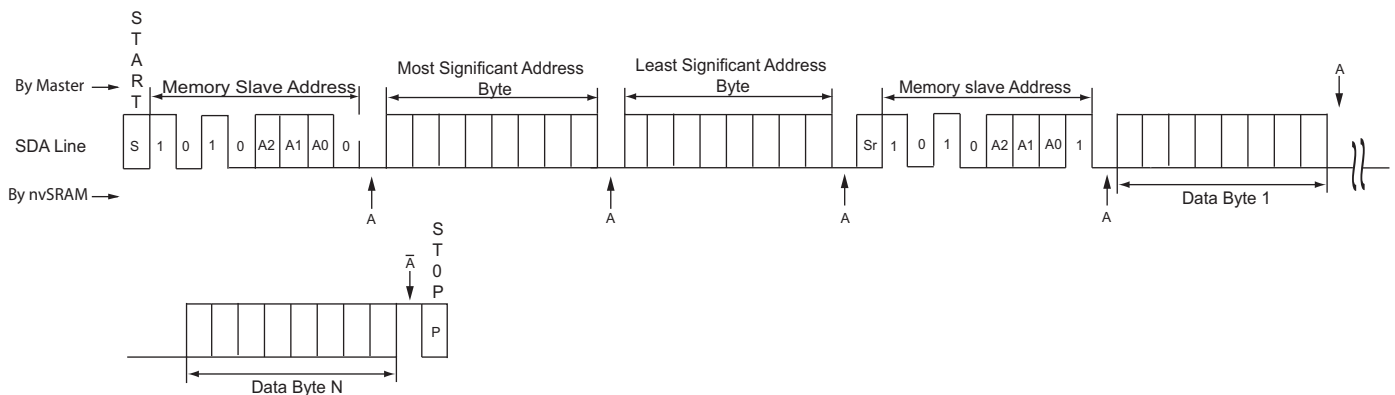 START
By Master
Memory Slave Address
Most Significant Address
Byte
Least Significant Address
Byte
Memory slave Address
A
SDA Line
S 1 0 1 0 A2 A1 A0 0
Sr 1 0 1 0 A2 A1 A0 1
By nvSRAM
A
A
A
A
Data Byte 1
ST0P
A̅
P
Data Byte N